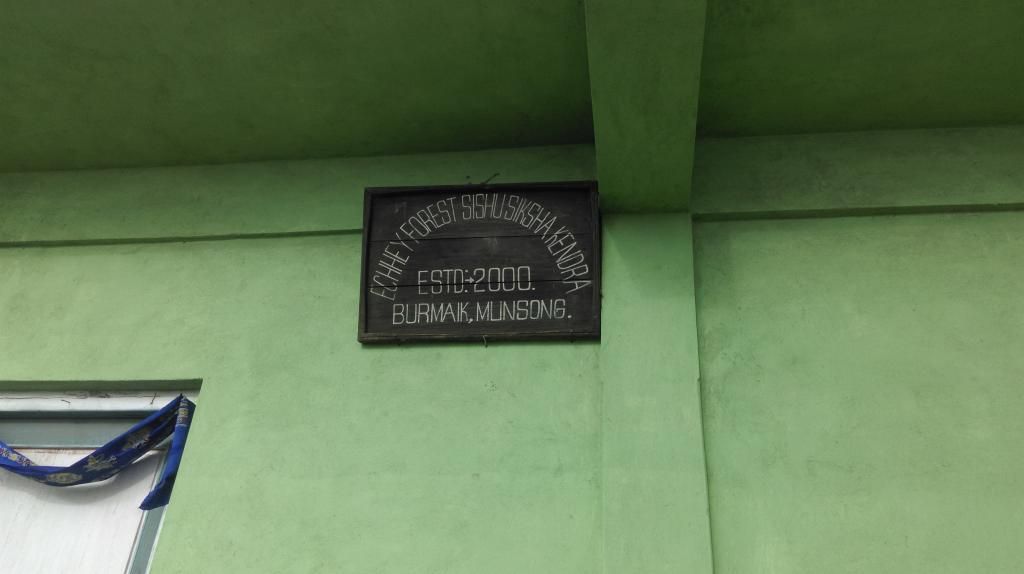 ECHHEY FOREST SISHU SIKSHA KENDRA
ESTD:-2000.
BURMAIK, MUNSONG.